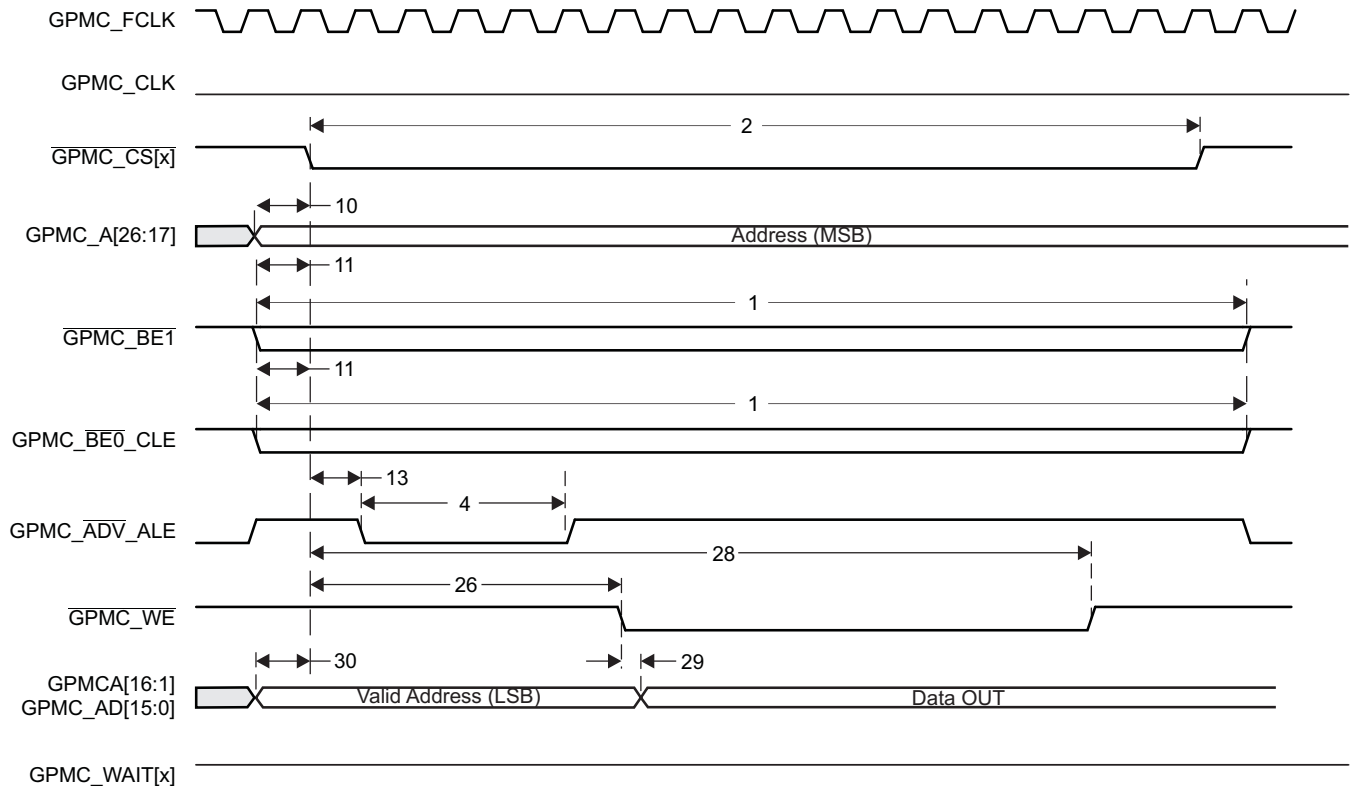 GPMC_FCLK
GPMC_CLK
2
GPMC_CS[x]
10
GPMC_A[26:17]
Address (MSB)
11
1
GPMC_BE1
11
1
GPMC_BE0_CLE
13
4
GPMC_ADV_ALE
28
26
GPMC_WE
30
29
GPMCA[16:1]
GPMC_AD[15:0]
Valid Address (LSB)
Data OUT
GPMC_WAIT[x]